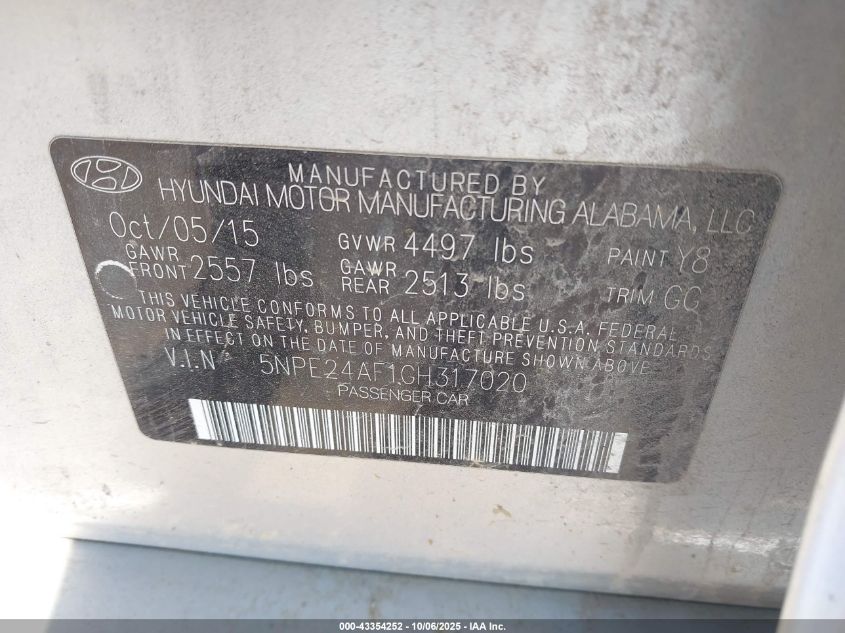 MANUFACTURED BY
HYUNDAI MOTOR MANUFACTURING ALABAMA, LLC
Oct/05/15 GVWR 4497 lbs PAINT Y8
GAWR FRONT 2557 lbs GAWR REAR 2513 lbs TRIM GC
THIS VEHICLE CONFORMS TO ALL APPLICABLE U.S.A. FEDERAL
MOTOR VEHICLE SAFETY, BUMPER, AND THEFT PREVENTION STANDARDS
IN EFFECT ON THE DATE OF MANUFACTURE SHOWN ABOVE
V.I.N 5NPE24AF1GH317020
PASSENGER CAR
000-43354252 - 10/06/2025 - IAA Inc.